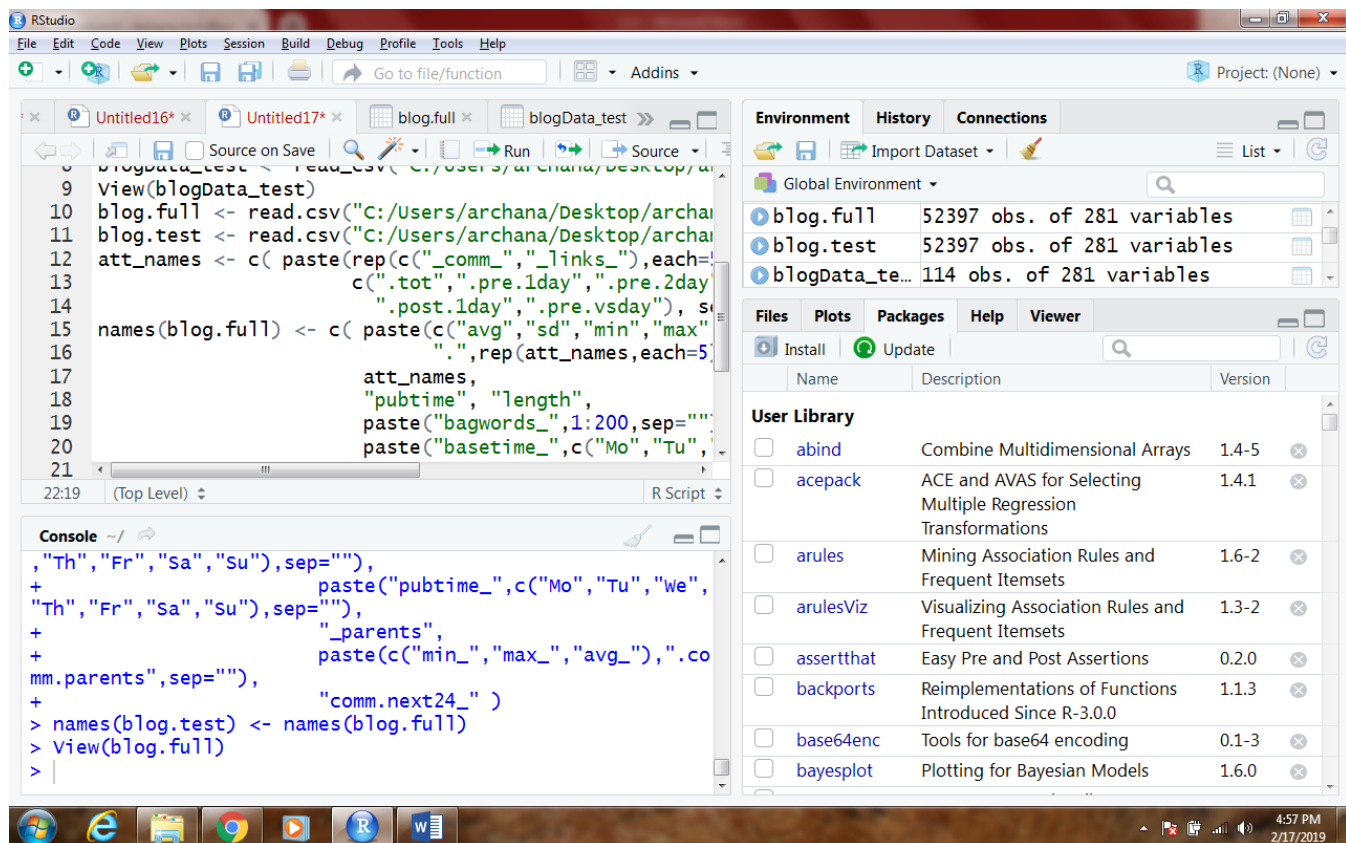 RStudio
File Edit Code View Plots Session Build Debug Profile Tools Help
Go to file/function Addins Project: (None)
Untitled16* Untitled17* blog.full blogData_test
Source on Save Run Source
9 View(blogData_test)
10 blog.full <- read.csv("C:/Users/archana/Desktop/archa
11 blog.test <- read.csv("C:/Users/archana/Desktop/archa
12 att_names <- c( paste(rep(c("_comm_","_links_"),each=
13 c(".tot",".pre.1day",".pre.2day
14 ".post.1day",".pre.vsday"), s
15 names(blog.full) <- c( paste(c("avg","sd","min","max"
16 ".",rep(att_names,each=5
17 att_names,
18 "pubtime", "length",
19 paste("bagwords_",1:200,sep=""
20 paste("basetime_",c("Mo","Tu",
21
22:19 (Top Level) R Script
Console ~/
,"Th","Fr","Sa","Su"),sep=""),
+ paste("pubtime_",c("Mo","Tu","We",
"Th","Fr","Sa","Su"),sep=""),
+ "_parents",
+ paste(c("min_","max_","avg_"),".co
mm.parents",sep=""),
+ "comm.next24_" )
> names(blog.test) <- names(blog.full)
> View(blog.full)
>
Environment History Connections
Import Dataset List
Global Environment
blog.full 52397 obs. of 281 variables
blog.test 52397 obs. of 281 variables
blogData_te… 114 obs. of 281 variables
Files Plots Packages Help Viewer
Install Update
Name Description Version
User Library
abind Combine Multidimensional Arrays 1.4-5
acepack ACE and AVAS for Selecting 1.4.1
Multiple Regression
Transformations
arules Mining Association Rules and 1.6-2
Frequent Itemsets
arulesViz Visualizing Association Rules and 1.3-2
Frequent Itemsets
assertthat Easy Pre and Post Assertions 0.2.0
backports Reimplementations of Functions 1.1.3
Introduced Since R-3.0.0
base64enc Tools for base64 encoding 0.1-3
bayesplot Plotting for Bayesian Models 1.6.0
4:57 PM
2/17/2019